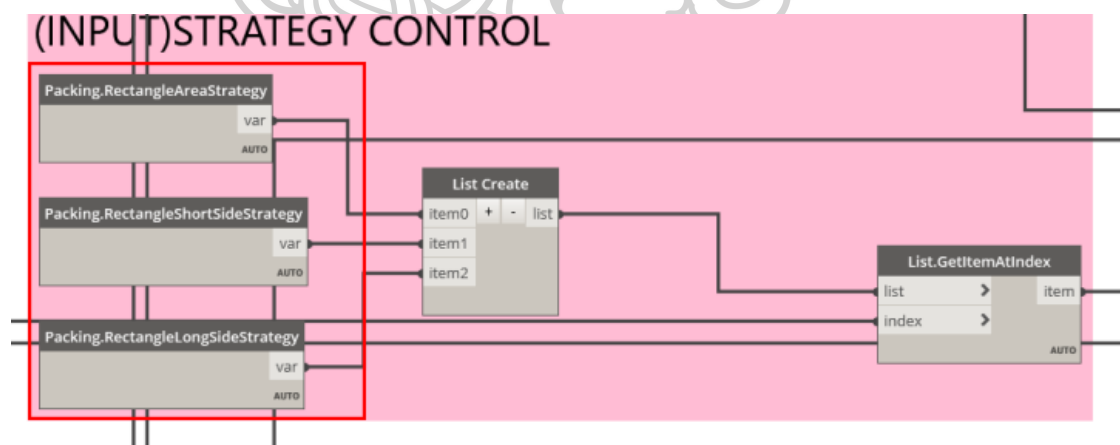 (INPUT)STRATEGY CONTROL
Packing.RectangleAreaStrategy
var
AUTO
Packing.RectangleShortSideStrategy
var
AUTO
Packing.RectangleLongSideStrategy
var
AUTO
List Create
item0 + - list
item1
item2
List.GetItemAtIndex
list > item
index >
AUTO